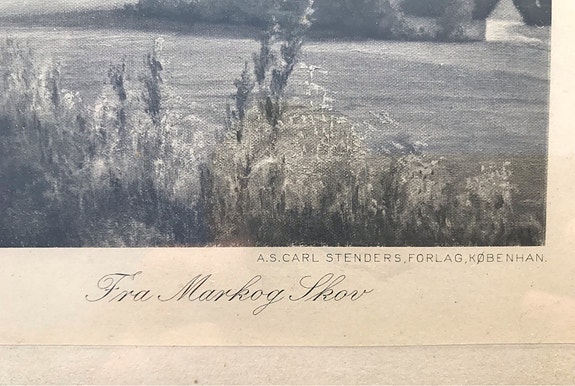 A.S.CARL STENDERS,FORLAG,KØBENHAN.
Fra Markog Skov